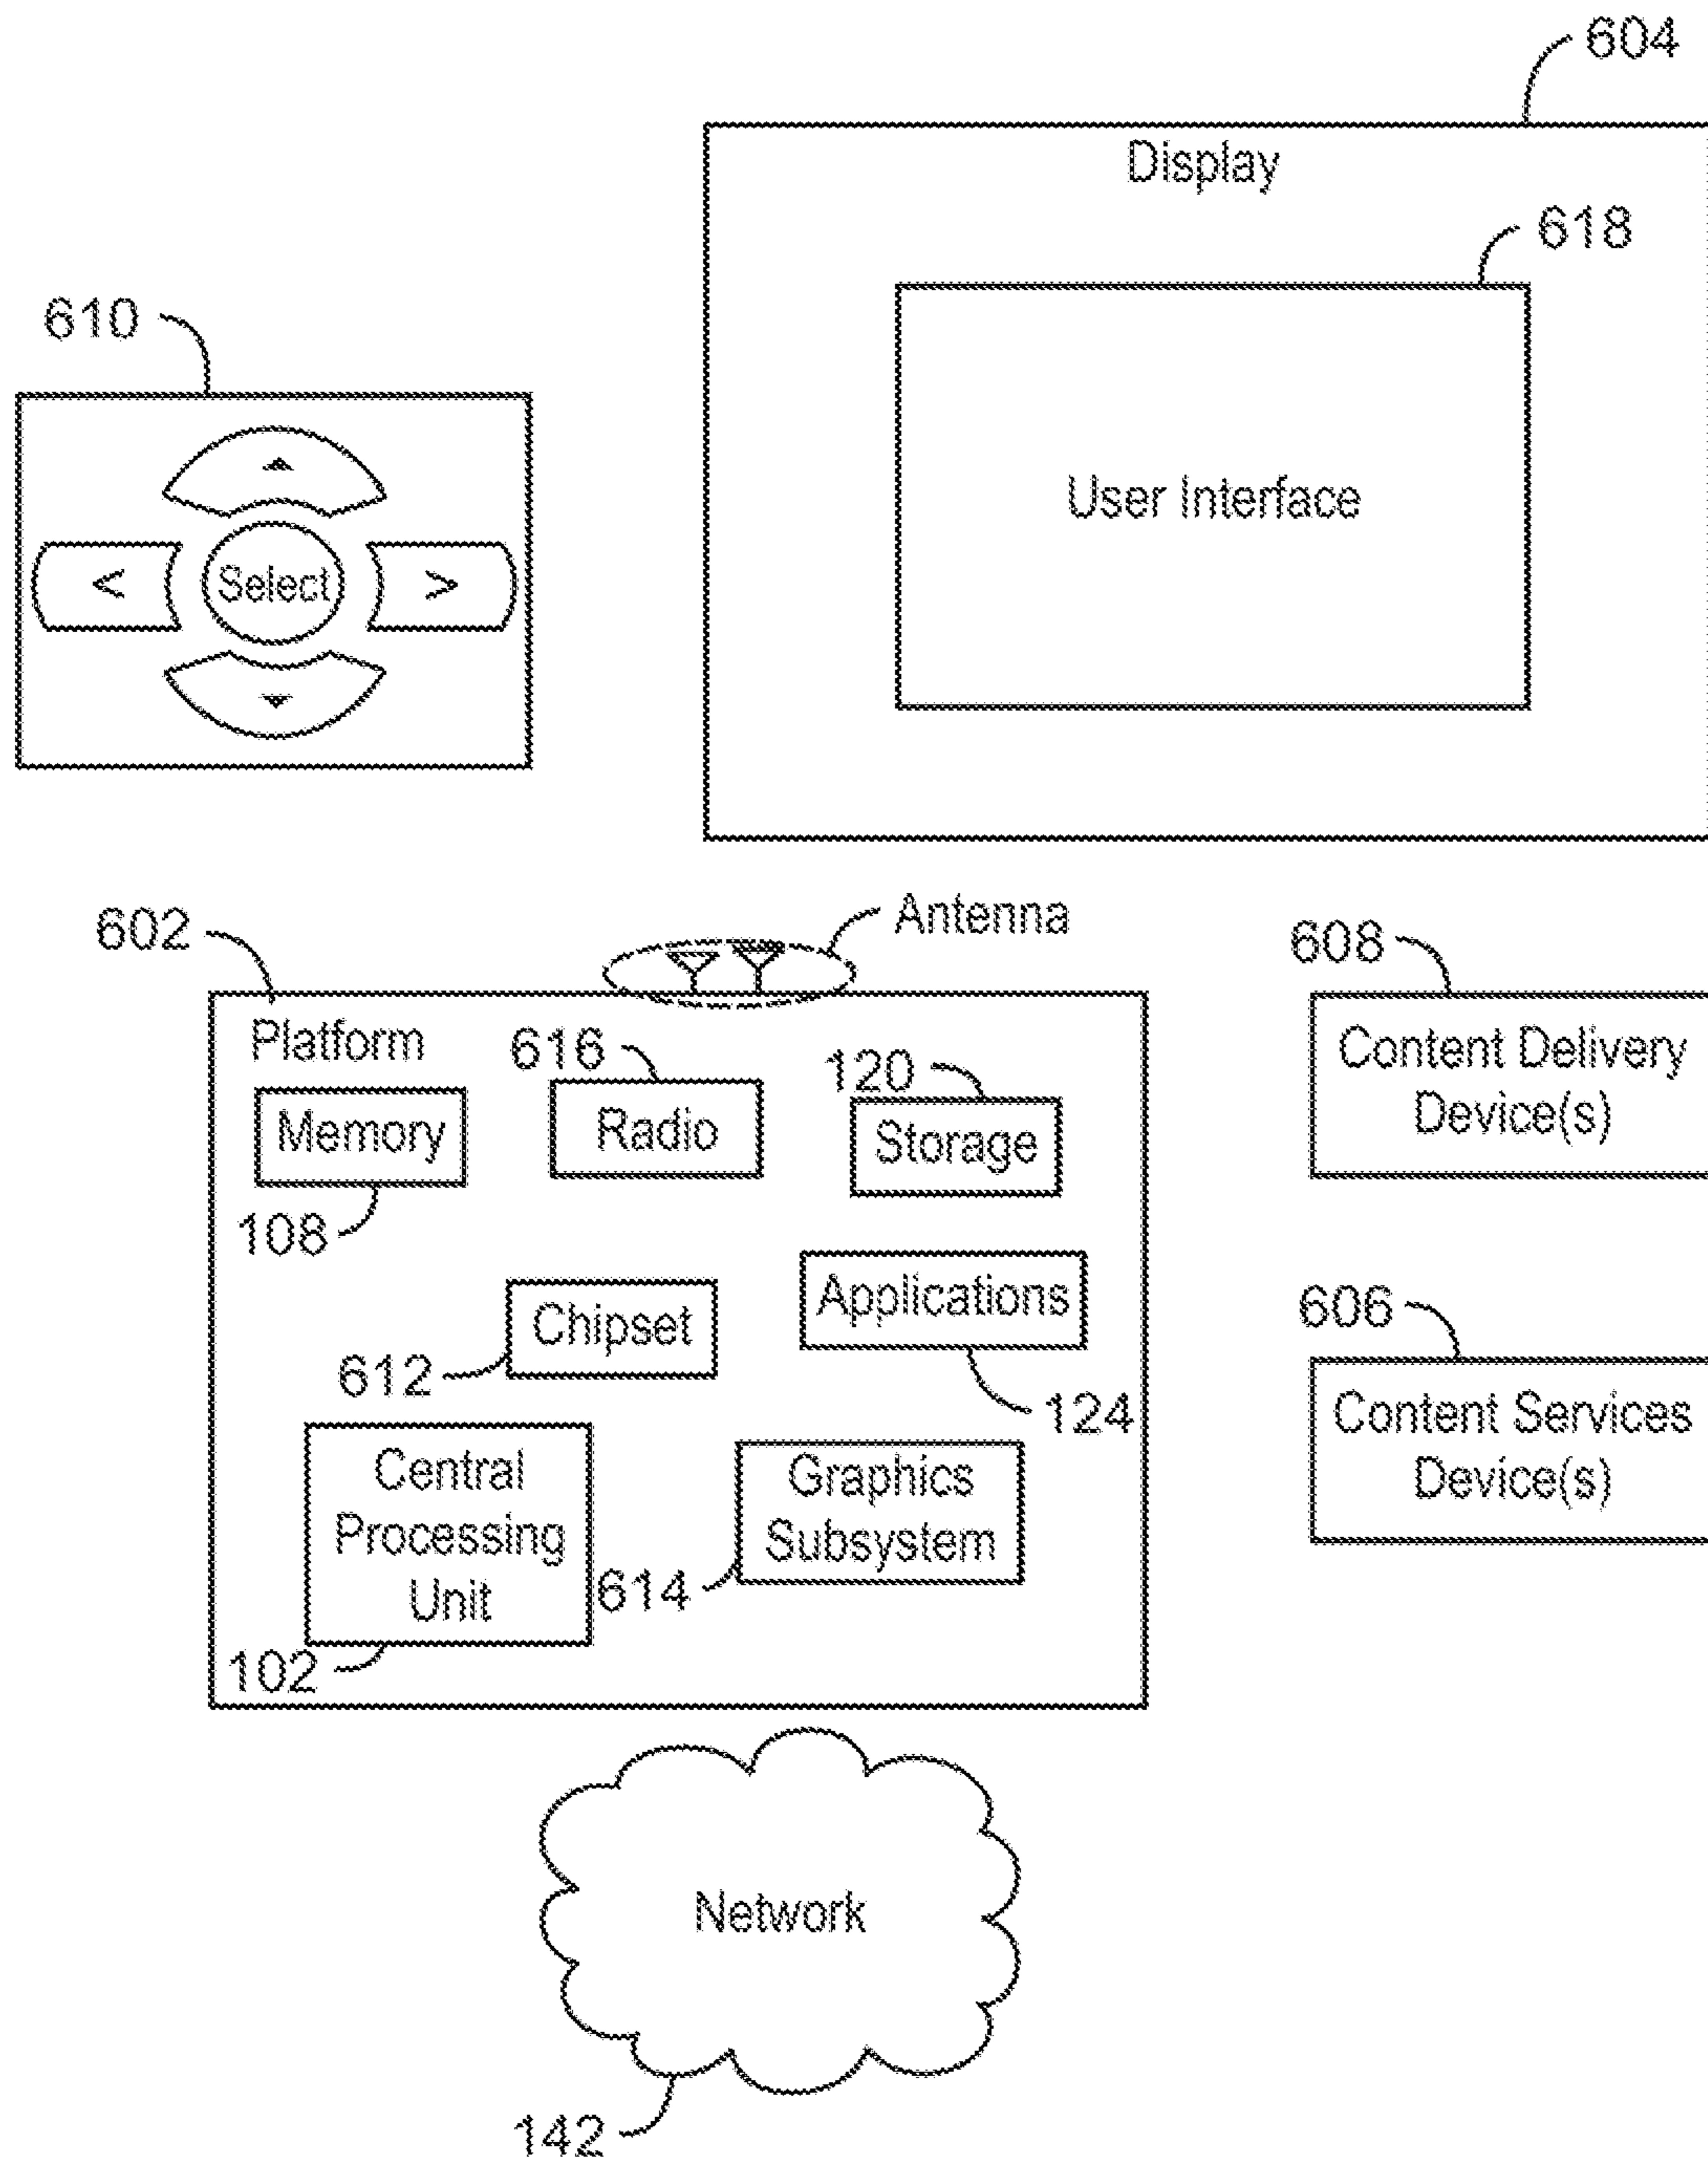 604
Display
618
User Interface
610
<
Select
>
Antenna
602
Platform
616
Radio
120
Storage
Memory
108
608
Content Delivery
Device(s)
Chipset
612
Applications
124
606
Content Services
Device(s)
Central
Processing
Unit
102
Graphics
Subsystem
614
Network
142